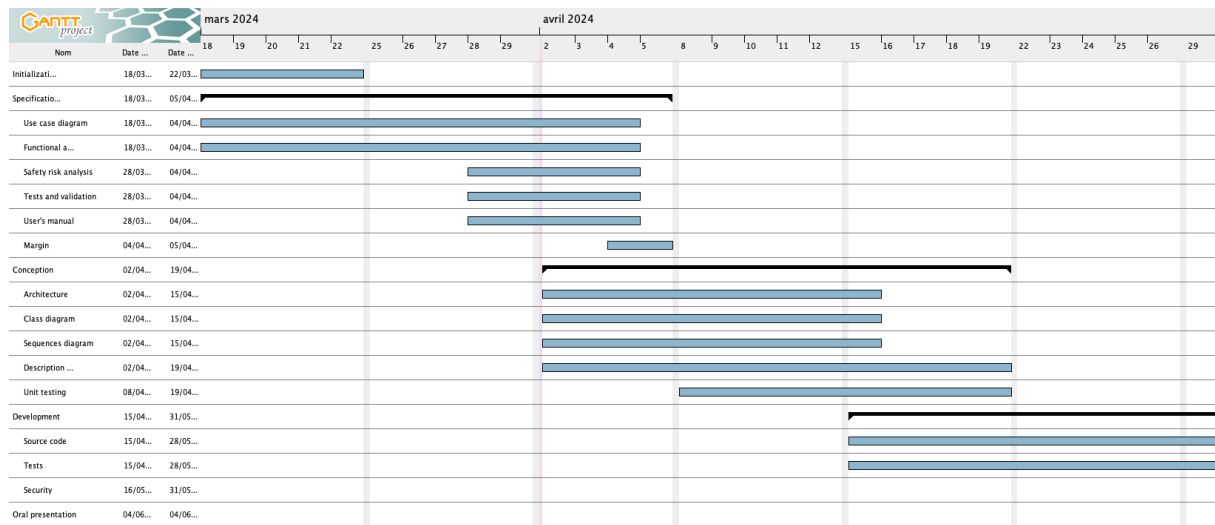 GANTT project
mars 2024
avril 2024
Nom Date ... Date ...
18 19 20 21 22 25 26 27 28 29 2 3 4 5 8 9 10 11 12 15 16 17 18 19 22 23 24 25 26 29
Initializati... 18/03... 22/03...
Specificatio... 18/03... 05/04...
Use case diagram 18/03... 04/04...
Functional a... 18/03... 04/04...
Safety risk analysis 28/03... 04/04...
Tests and validation 28/03... 04/04...
User's manual 28/03... 04/04...
Margin 04/04... 05/04...
Conception 02/04... 19/04...
Architecture 02/04... 15/04...
Class diagram 02/04... 15/04...
Sequences diagram 02/04... 15/04...
Description ... 02/04... 19/04...
Unit testing 08/04... 19/04...
Development 15/04... 31/05...
Source code 15/04... 28/05...
Tests 15/04... 28/05...
Security 16/05... 31/05...
Oral presentation 04/06... 04/06...